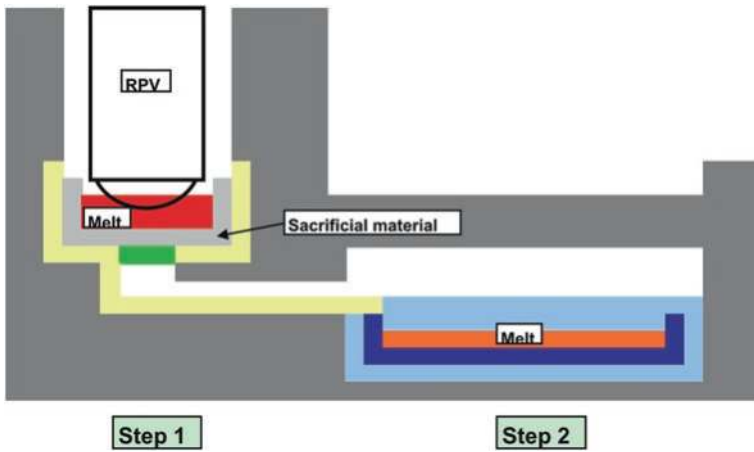 RPV
Melt
Sacrificial material
Melt
Step 1
Step 2